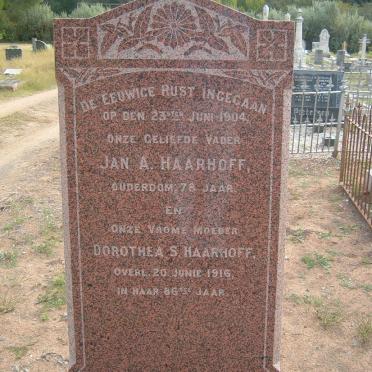 DE EEUWIGE RUST INGEGAAN
OP DEN 23STEN JUNI 1904,
ONZE GELIEFDE VADER
JAN A. HAARHOFF,
OUDERDOM, 78 JAAR.
EN
ONZE VROME MOEDER
DOROTHEA S. HAARHOFF.
OVERL. 20 JUNIE 1916.
IN HAAR 86STE JAAR.